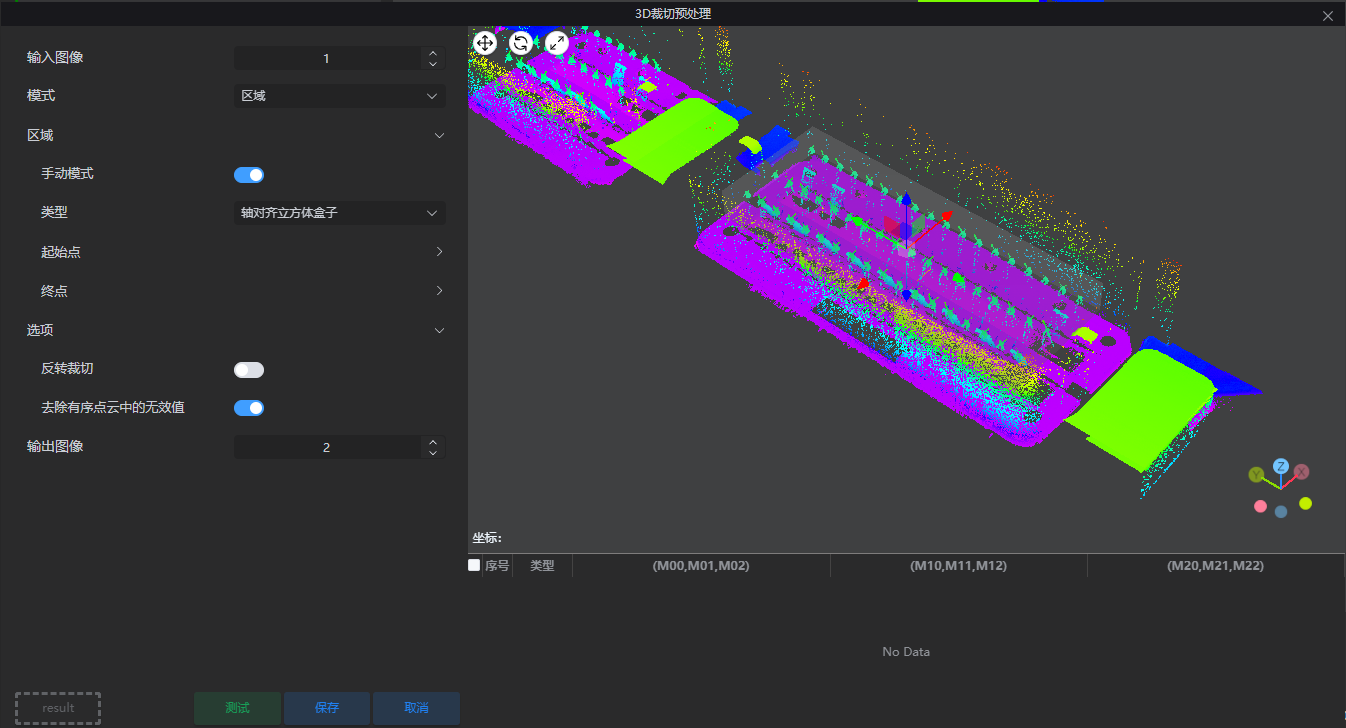 3D裁切预处理
输入图像 1
模式 区域
区域
手动模式
类型 轴对齐立方体盒子
起始点
终点
选项
反转裁切
去除有序点云中的无效值
输出图像 2
Z
Y
X
坐标:
序号 类型 (M00,M01,M02) (M10,M11,M12) (M20,M21,M22)
No Data
result 测试 保存 取消